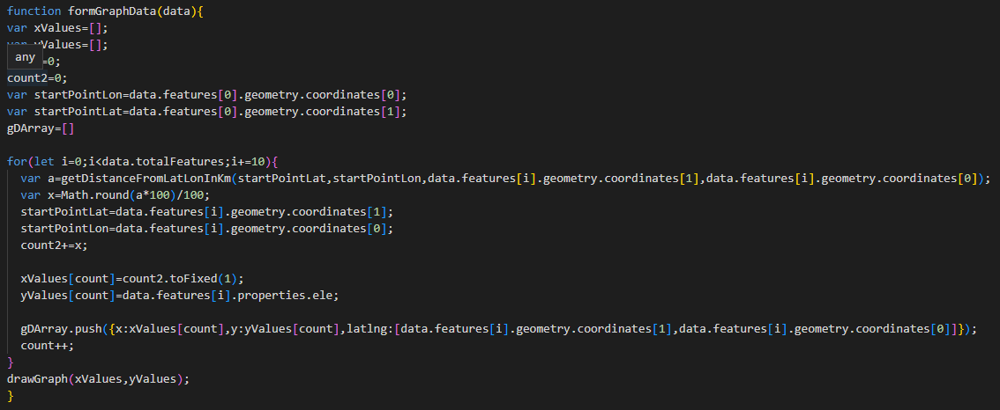 function formGraphData(data){
var xValues=[];
var yValues=[];
any
=0;
count2=0;
var startPointLon=data.features[0].geometry.coordinates[0];
var startPointLat=data.features[0].geometry.coordinates[1];
gDArray=[]
for(let i=0;i<data.totalFeatures;i+=10){
var a=getDistanceFromLatLonInKm(startPointLat,startPointLon,data.features[i].geometry.coordinates[1],data.features[i].geometry.coordinates[0]);
var x=Math.round(a*100)/100;
startPointLat=data.features[i].geometry.coordinates[1];
startPointLon=data.features[i].geometry.coordinates[0];
count2+=x;
xValues[count]=count2.toFixed(1);
yValues[count]=data.features[i].properties.ele;
gDArray.push({x:xValues[count],y:yValues[count],latlng:[data.features[i].geometry.coordinates[1],data.features[i].geometry.coordinates[0]]});
count++;
}
drawGraph(xValues,yValues);
}